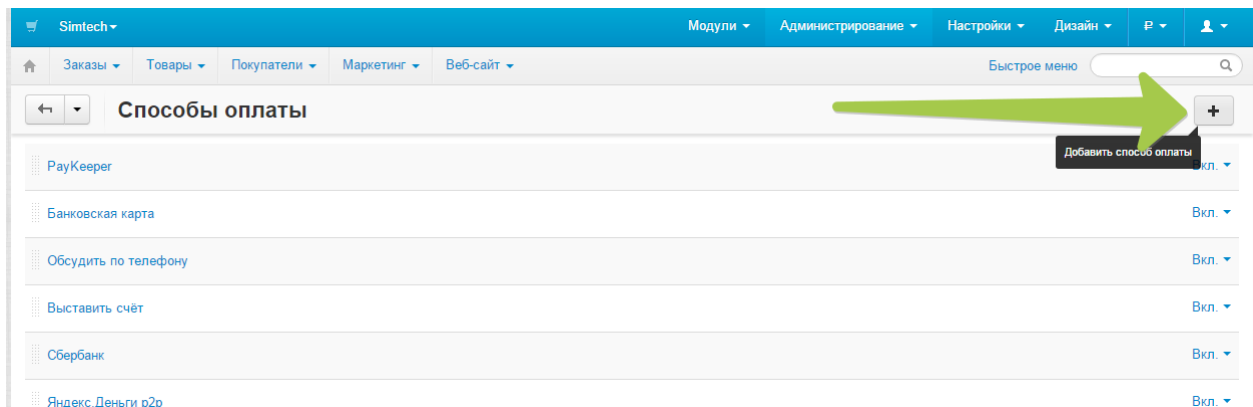 Simtech
Модули Администрирование Настройки Дизайн ₽
Заказы Товары Покупатели Маркетинг Веб-сайт Быстрое меню
Способы оплаты +
Добавить способ оплаты
PayKeeper Вкл.
Банковская карта Вкл.
Обсудить по телефону Вкл.
Выставить счёт Вкл.
Сбербанк Вкл.
Яндекс.Деньги p2p Вкл.